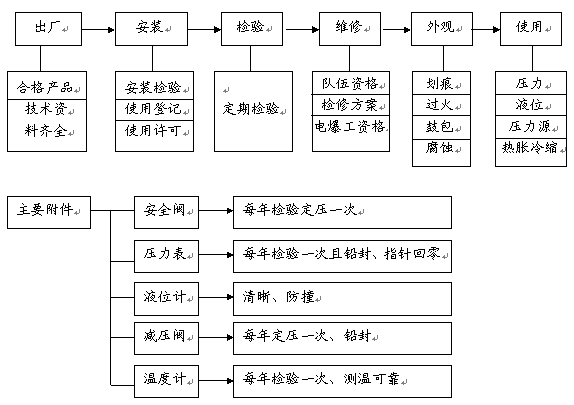 出厂
安装
检验
维修
外观
使用
合格产品
技术资
料齐全
安装检验
使用登记
使用许可
定期检验
队伍资格
检修方案
电爆工资格
划痕
过火
鼓包
腐蚀
压力
液位
压力源
热胀冷缩
主要附件
安全阀
每年检验定压一次
压力表
每年检验一次且铅封、指针回零
液位计
清晰、防撞
减压阀
每年定压一次、铅封
温度计
每年检验一次、测温可靠